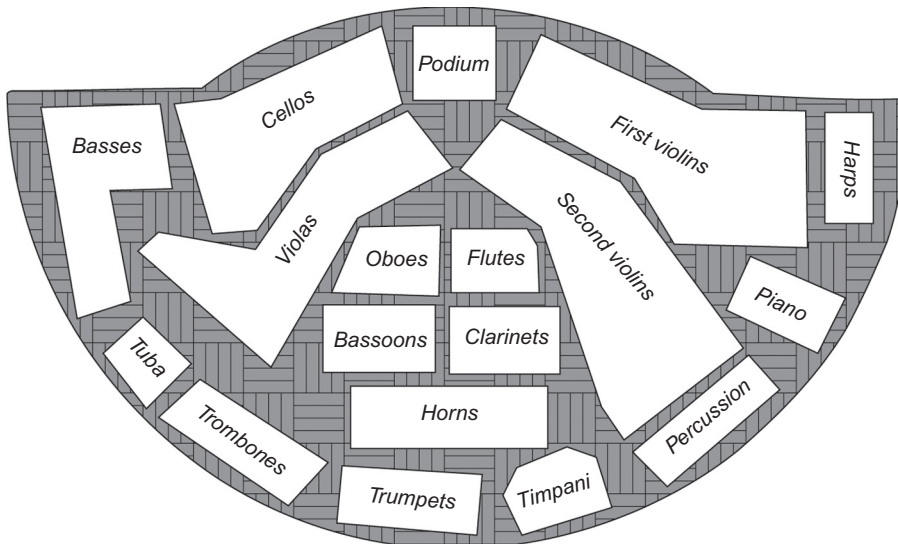 Podium
Cellos
First violins
Basses
Harps
Violas
Second violins
Oboes
Flutes
Piano
Bassoons
Clarinets
Tuba
Horns
Percussion
Trombones
Trumpets
Timpani